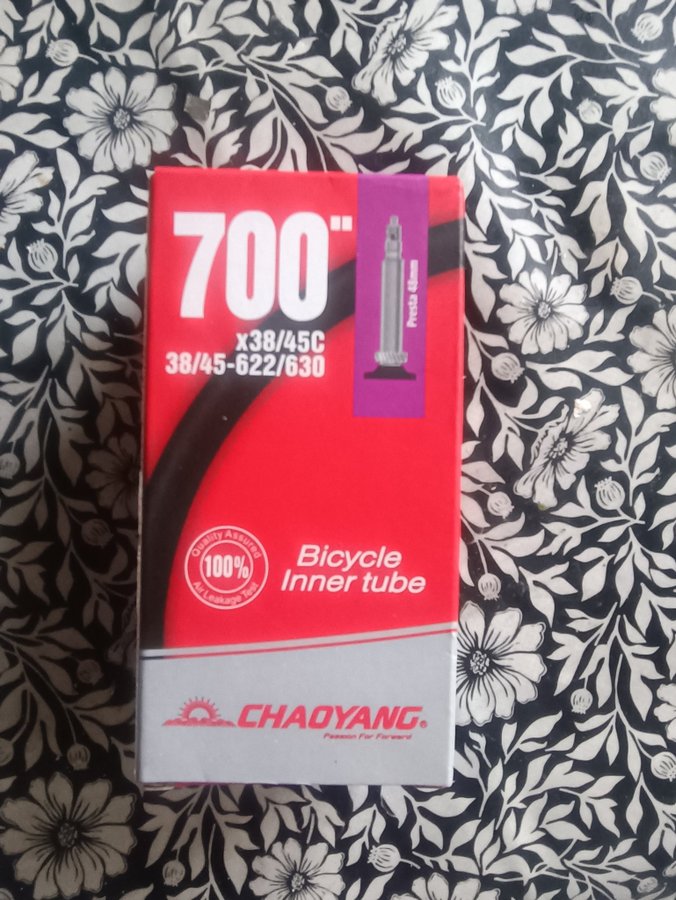 700"
x38/45C
38/45-622/630
Presta 48mm
Quality Assured
100%
Air Leakage Test
Bicycle
Inner tube
CHAOYANG®
Passion For Forward